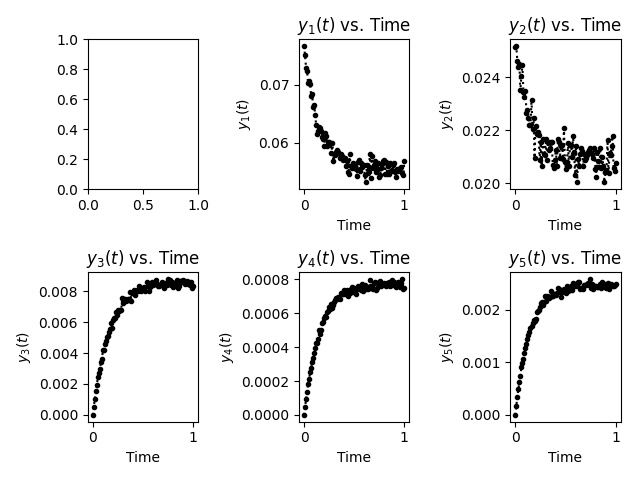 y₁(t) vs. Time
y₂(t) vs. Time
1.0
0.8
0.6
0.4
0.2
0.0
0.0 0.5 1.0
y₁(t)
0.07
0.06
0 1
Time
y₂(t)
0.024
0.022
0.020
0 1
Time
y₃(t) vs. Time
y₄(t) vs. Time
y₅(t) vs. Time
y₃(t)
0.008
0.006
0.004
0.002
0.000
0 1
Time
y₄(t)
0.0008
0.0006
0.0004
0.0002
0.0000
0 1
Time
y₅(t)
0.002
0.001
0.000
0 1
Time